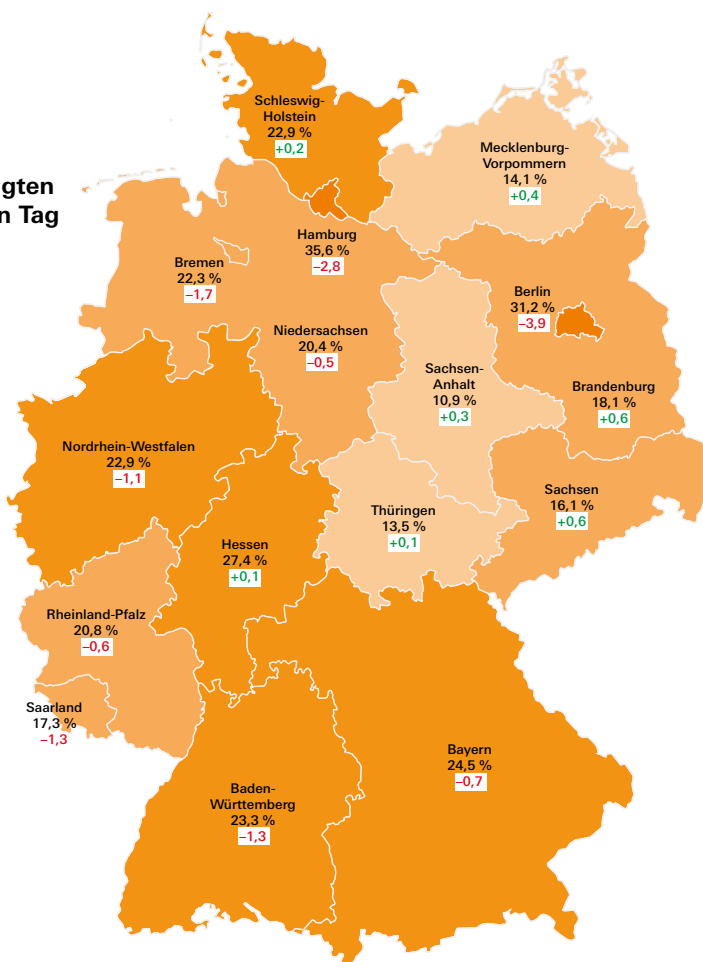 gten
n Tag
Schleswig-
Holstein
22,9 %
+0,2
Mecklenburg-
Vorpommern
14,1 %
+0,4
Hamburg
35,6 %
–2,8
Bremen
22,3 %
–1,7
Berlin
31,2 %
–3,9
Niedersachsen
20,4 %
–0,5
Sachsen-
Anhalt
10,9 %
+0,3
Brandenburg
18,1 %
+0,6
Nordrhein-Westfalen
22,9 %
–1,1
Sachsen
16,1 %
+0,6
Thüringen
13,5 %
+0,1
Hessen
27,4 %
+0,1
Rheinland-Pfalz
20,8 %
–0,6
Saarland
17,3 %
–1,3
Bayern
24,5 %
–0,7
Baden-
Württemberg
23,3 %
–1,3